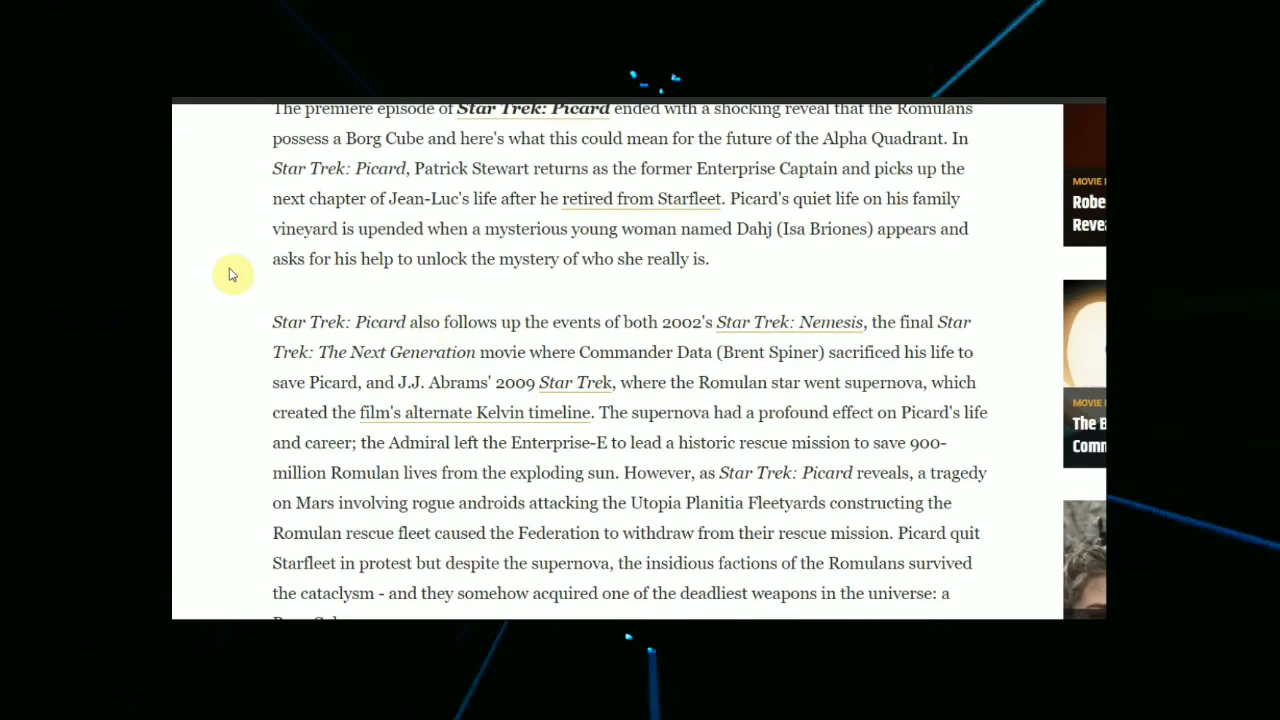 The premiere episode of Star Trek: Picard ended with a shocking reveal that the Romulans
possess a Borg Cube and here's what this could mean for the future of the Alpha Quadrant. In
Star Trek: Picard, Patrick Stewart returns as the former Enterprise Captain and picks up the
next chapter of Jean-Luc's life after he retired from Starfleet. Picard's quiet life on his family
vineyard is upended when a mysterious young woman named Dahj (Isa Briones) appears and
asks for his help to unlock the mystery of who she really is.
Star Trek: Picard also follows up the events of both 2002's Star Trek: Nemesis, the final Star
Trek: The Next Generation movie where Commander Data (Brent Spiner) sacrificed his life to
save Picard, and J.J. Abrams' 2009 Star Trek, where the Romulan star went supernova, which
created the film's alternate Kelvin timeline. The supernova had a profound effect on Picard's life
and career; the Admiral left the Enterprise-E to lead a historic rescue mission to save 900-
million Romulan lives from the exploding sun. However, as Star Trek: Picard reveals, a tragedy
on Mars involving rogue androids attacking the Utopia Planitia Fleetyards constructing the
Romulan rescue fleet caused the Federation to withdraw from their rescue mission. Picard quit
Starfleet in protest but despite the supernova, the insidious factions of the Romulans survived
the cataclysm - and they somehow acquired one of the deadliest weapons in the universe: a
MOVIE
Robe
Reve
MOVIE
The B
Comm